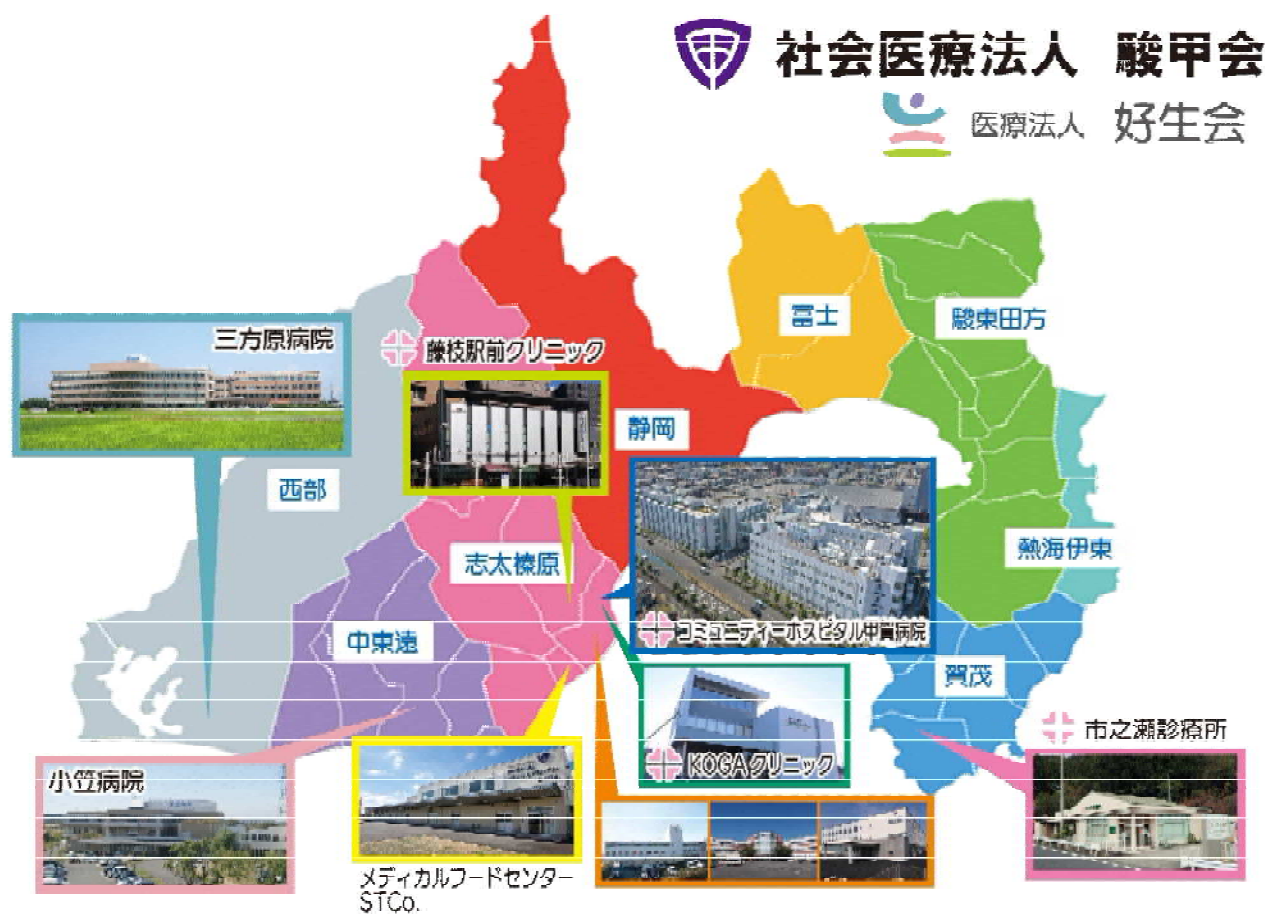 社会医療法人 駿甲会
医療法人 好生会
富士
駿東田方
三方原病院
藤枝駅前クリニック
静岡
西部
志太榛原
熱海伊東
コミュニティーホスピタル甲賀病院
中東遠
賀茂
市之瀬診療所
KOGAクリニック
小笠病院
メディカルフードセンター
STCo.